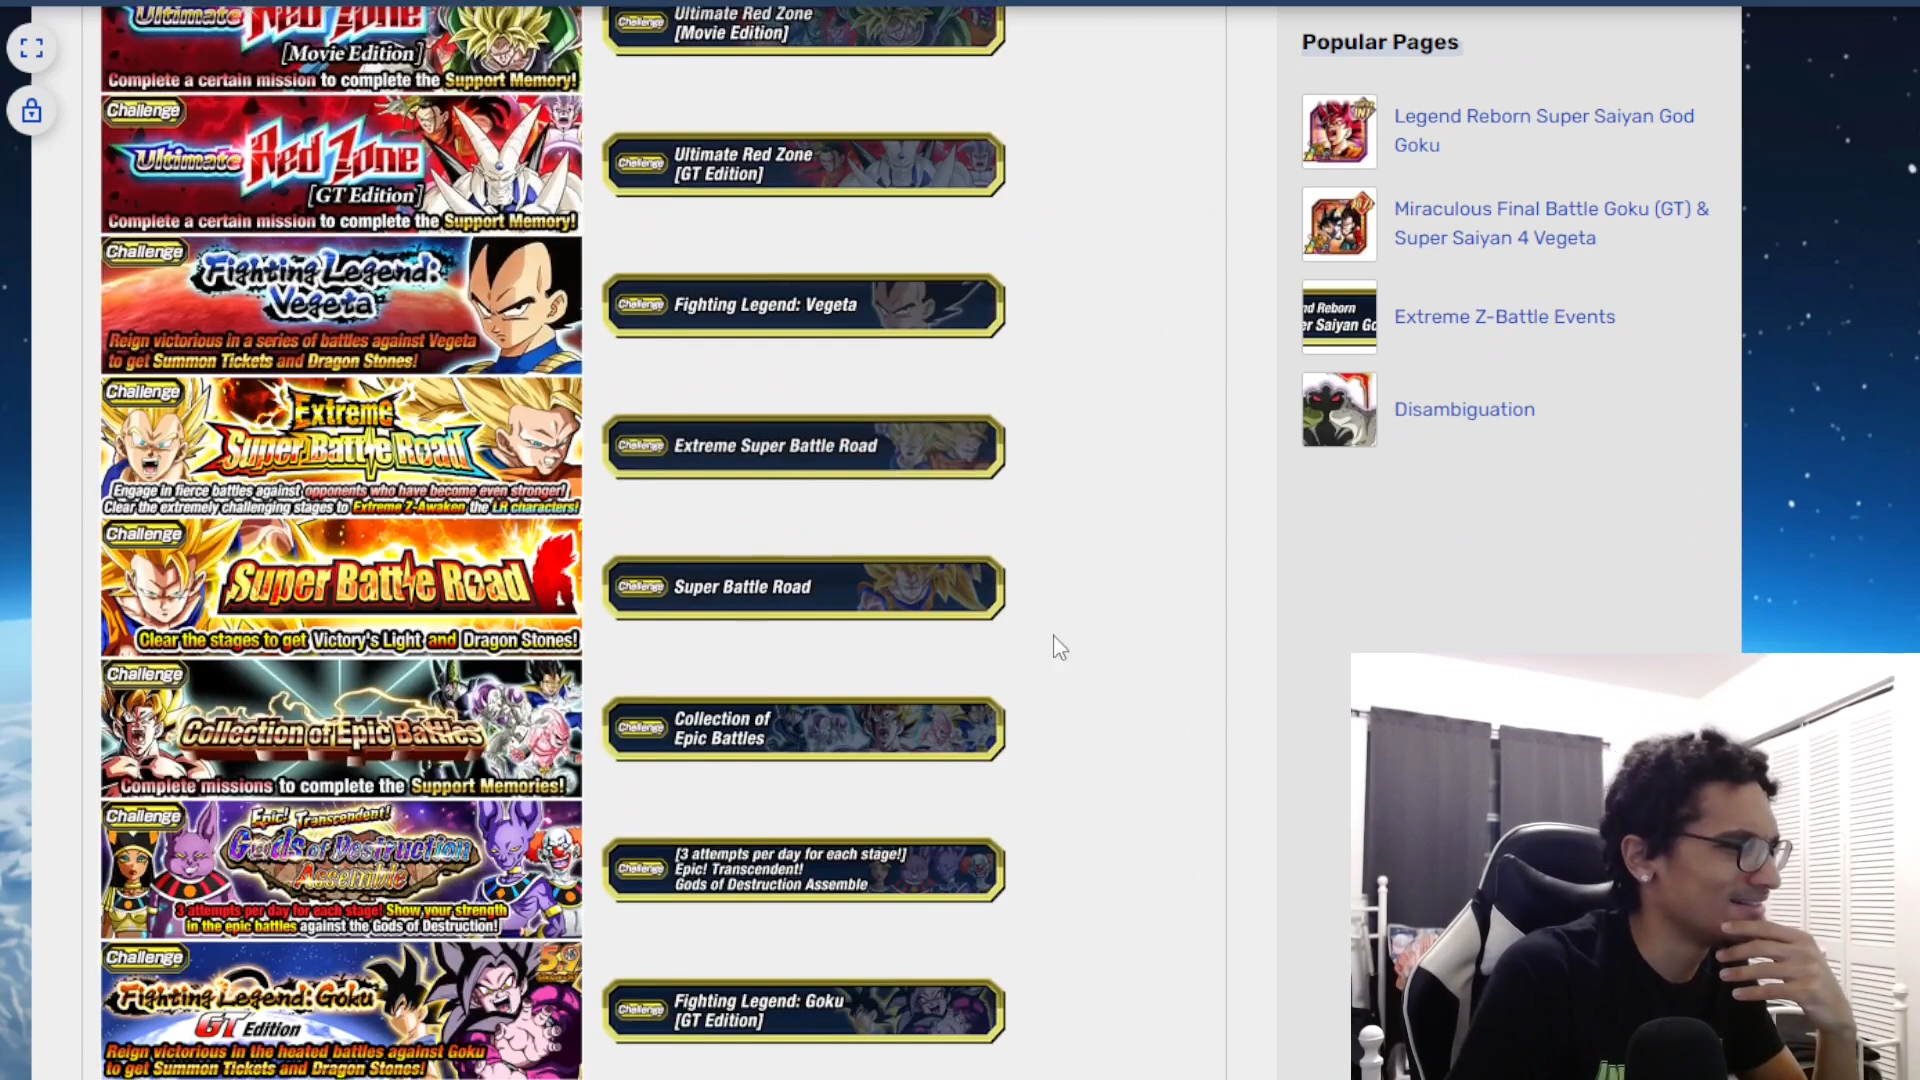 Ultimate Red Zone
[Movie Edition]
Complete a certain mission to complete the Support Memory!
Challenge
Ultimate Red Zone
[Movie Edition]
Challenge
Ultimate Red Zone
[GT Edition]
Complete a certain mission to complete the Support Memory!
Challenge
Ultimate Red Zone
[GT Edition]
Challenge
Fighting Legend:
Vegeta
Reign victorious in a series of battles against Vegeta
to get Summon Tickets and Dragon Stones!
Challenge
Fighting Legend: Vegeta
Challenge
Extreme
Super Battle Road
Engage in fierce battles against opponents who have become even stronger!
Clear the extremely challenging stages to Extreme Z-Awaken the LR characters!
Challenge
Extreme Super Battle Road
Challenge
Super Battle Road
Clear the stages to get Victory's Light and Dragon Stones!
Challenge
Super Battle Road
Challenge
Collection of Epic Battles
Complete missions to complete the Support Memories!
Challenge
Collection of
Epic Battles
Challenge
Epic! Transcendent!
Gods of Destruction
Assemble
3 attempts per day for each stage! Show your strength
in the epic battles against the Gods of Destruction!
Challenge
[3 attempts per day for each stage!]
Epic! Transcendent!
Gods of Destruction Assemble
Challenge
Fighting Legend: Goku
GT Edition
Reign victorious in the heated battles against Goku
to get Summon Tickets and Dragon Stones!
Challenge
Fighting Legend: Goku
[GT Edition]
Popular Pages
Legend Reborn Super Saiyan God
Goku
Miraculous Final Battle Goku (GT) &
Super Saiyan 4 Vegeta
nd Reborn
er Saiyan Go
Extreme Z-Battle Events
Disambiguation